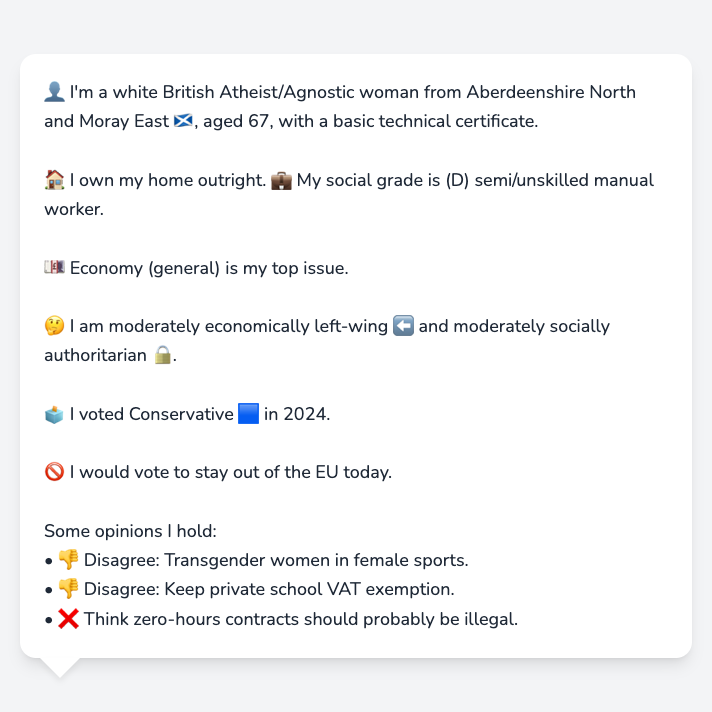 👤 I'm a white British Atheist/Agnostic woman from Aberdeenshire North
and Moray East 🏴󠁧󠁢󠁳󠁣󠁴󠁿, aged 67, with a basic technical certificate.
🏠 I own my home outright. 💼 My social grade is (D) semi/unskilled manual
worker.
💷 Economy (general) is my top issue.
🤔 I am moderately economically left-wing ⬅️ and moderately socially
authoritarian 🔒.
🗳️ I voted Conservative 🟦 in 2024.
🚫 I would vote to stay out of the EU today.
Some opinions I hold:
• 👎 Disagree: Transgender women in female sports.
• 👎 Disagree: Keep private school VAT exemption.
• ❌ Think zero-hours contracts should probably be illegal.